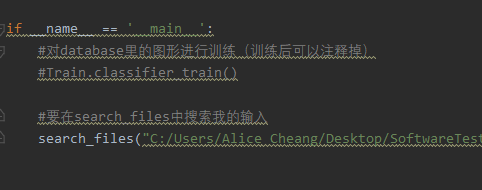 if __name__ == '__main__':
#对database里的图形进行训练（训练后可以注释掉）
#Train.classifier_train()
#要在search_files中搜索我的输入
search_files("C:/Users/Alice Cheang/Desktop/SoftwareTest